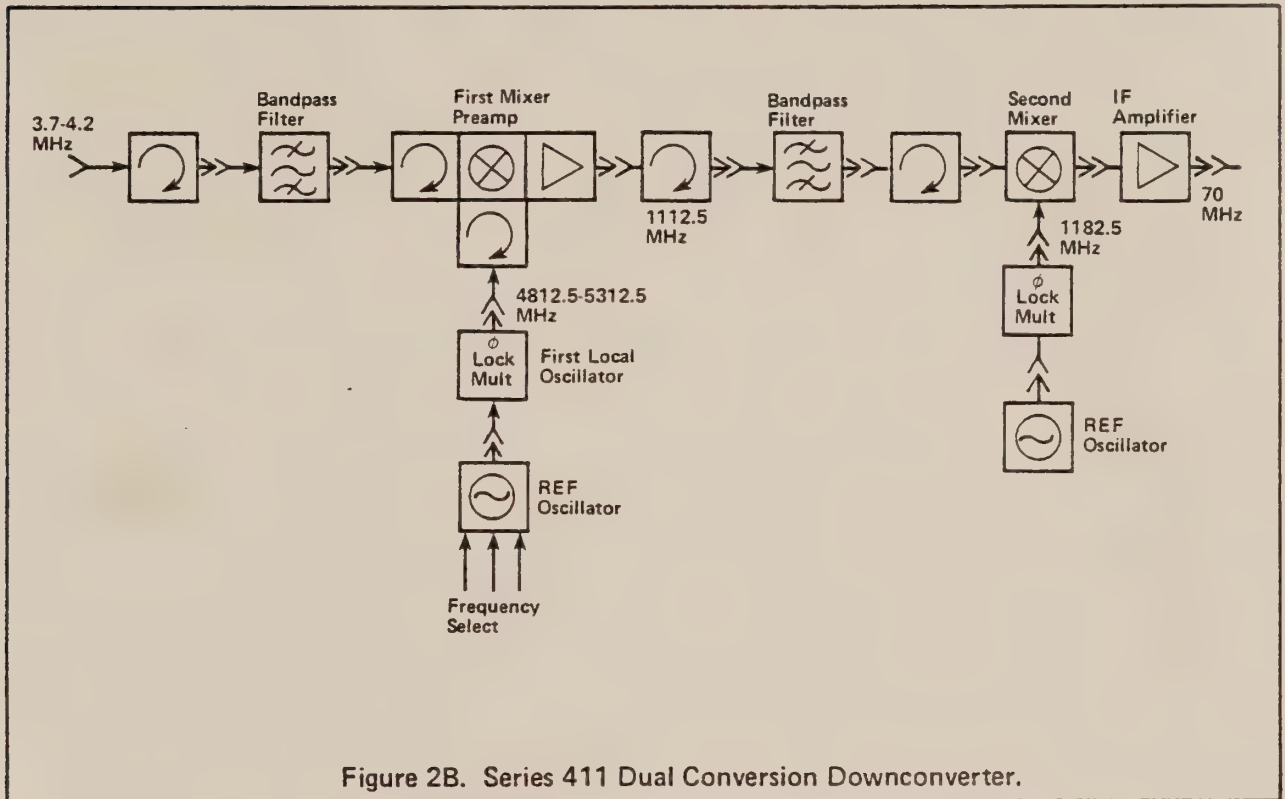 3.7-4.2
MHz
Bandpass
Filter
First Mixer
Preamp
1112.5
MHz
Bandpass
Filter
Second
Mixer
IF
Amplifier
70
MHz
4812.5-5312.5
MHz
ϕ
Lock
Mult
First Local
Oscillator
REF
Oscillator
Frequency
Select
1182.5
MHz
ϕ
Lock
Mult
REF
Oscillator
Figure 2B. Series 411 Dual Conversion Downconverter.